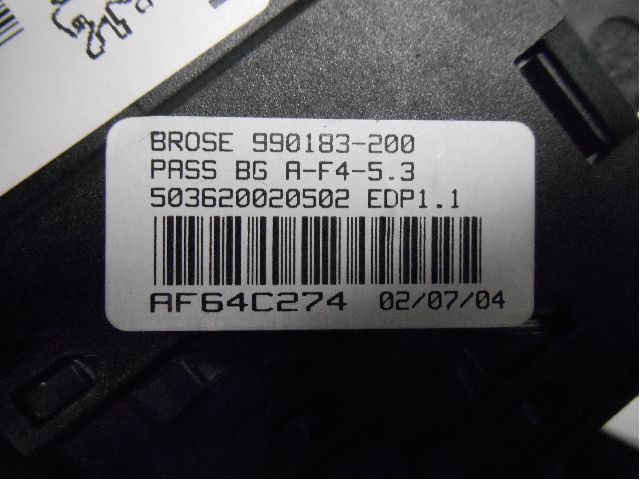 BROSE 990183-200
PASS BG A-F4-5.3
503620020502 EDP1.1
AF64C274 02/07/04